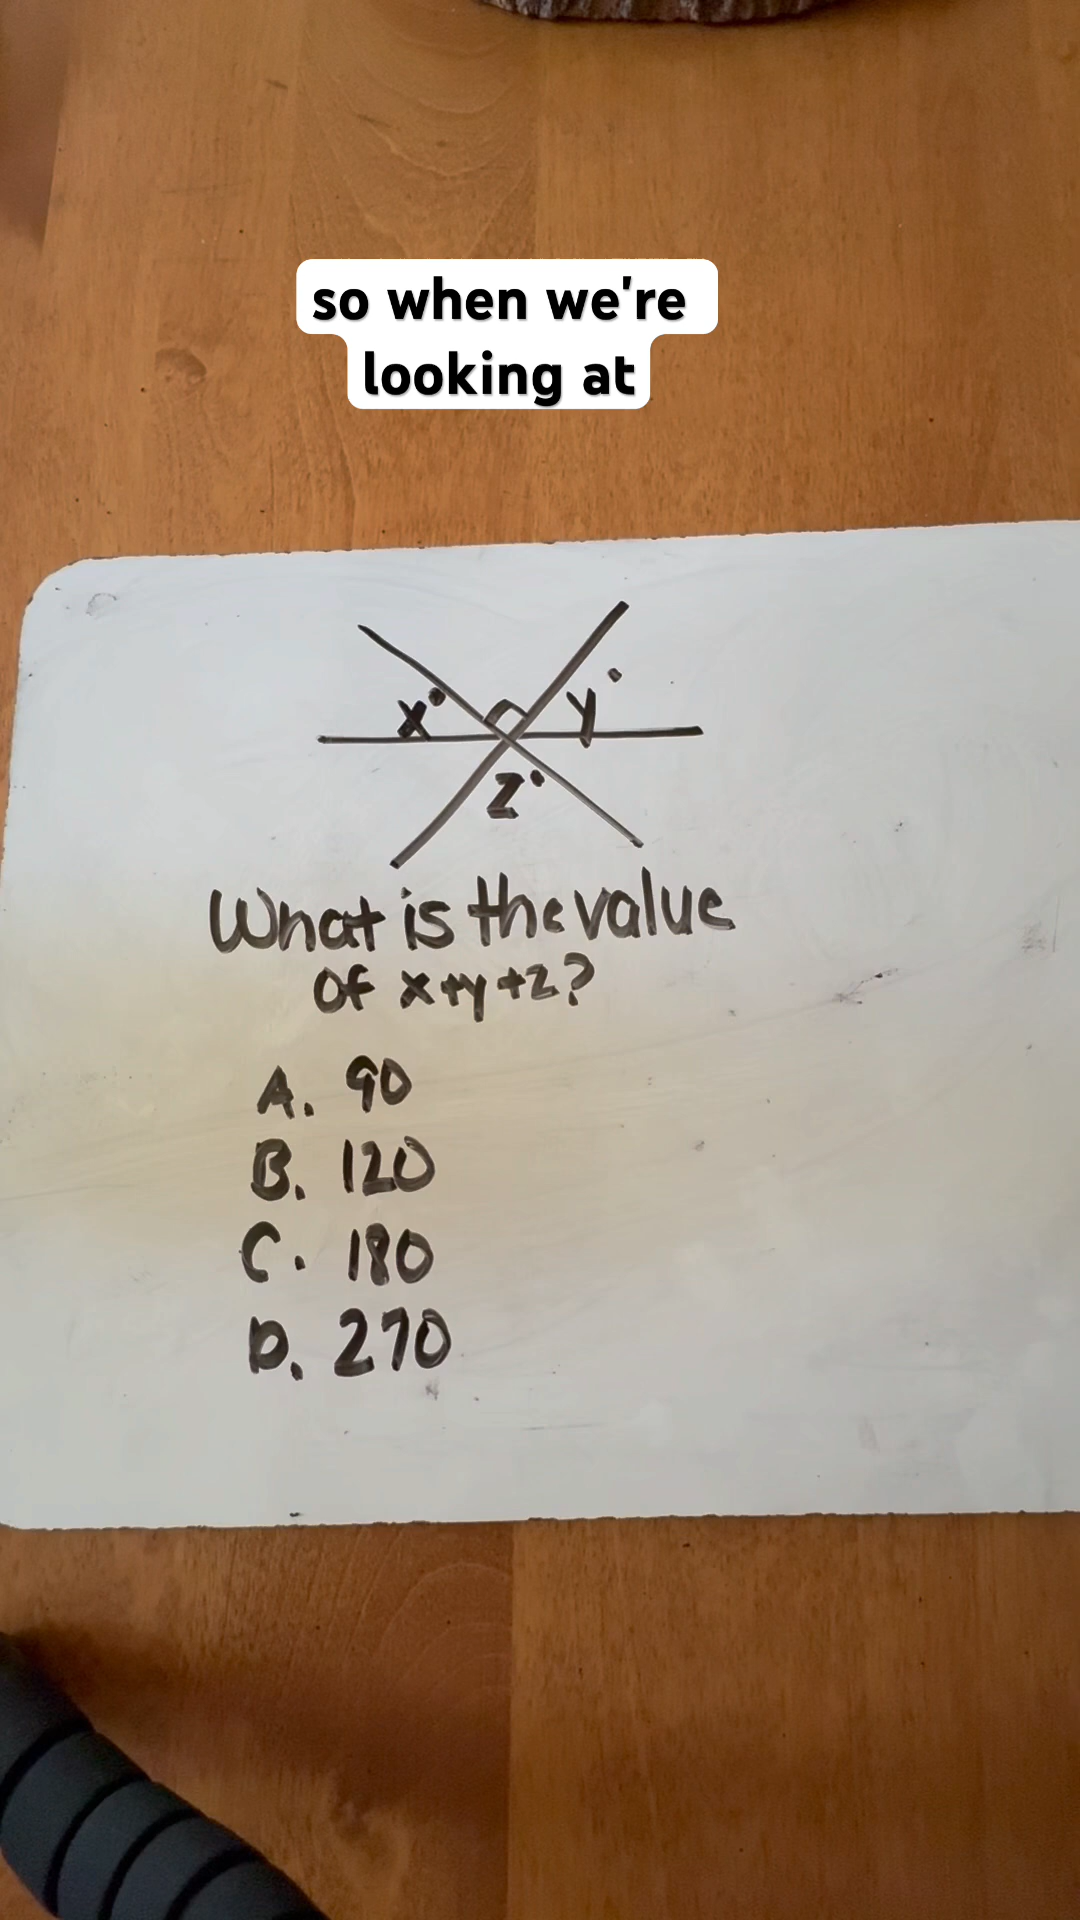 so when we're
looking at
x° y°
z°
What is the value
of x+y+z?
A. 90
B. 120
C. 180
D. 270